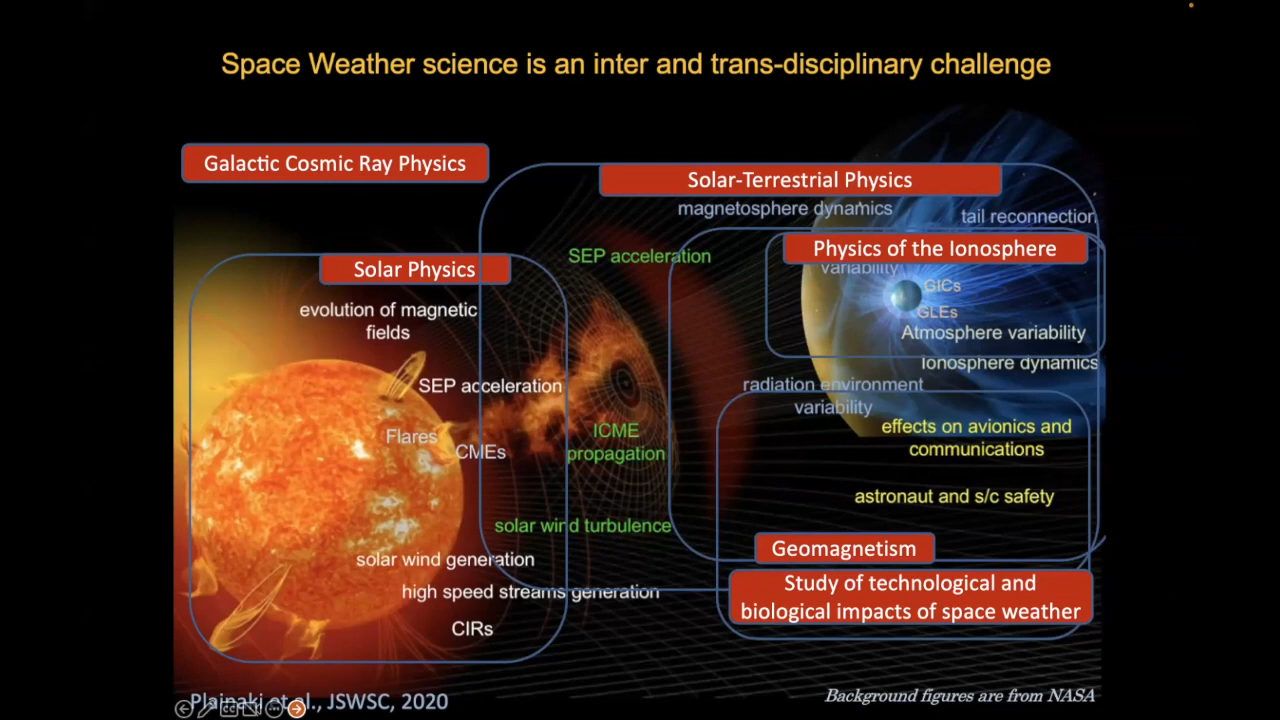 Space Weather science is an inter and trans-disciplinary challenge
Galactic Cosmic Ray Physics
Solar-Terrestrial Physics
magnetosphere dynamics
tail reconnection
Physics of the Ionosphere
variability
GICs
GLEs
Atmosphere variability
Ionosphere dynamics
SEP acceleration
Solar Physics
evolution of magnetic
fields
SEP acceleration
Flares
CMEs
ICME
propagation
radiation environment
variability
effects on avionics and
communications
astronaut and s/c safety
solar wind turbulence
solar wind generation
high speed streams generation
CIRs
Geomagnetism
Study of technological and
biological impacts of space weather
Plainaki et al., JSWSC, 2020
Background figures are from NASA